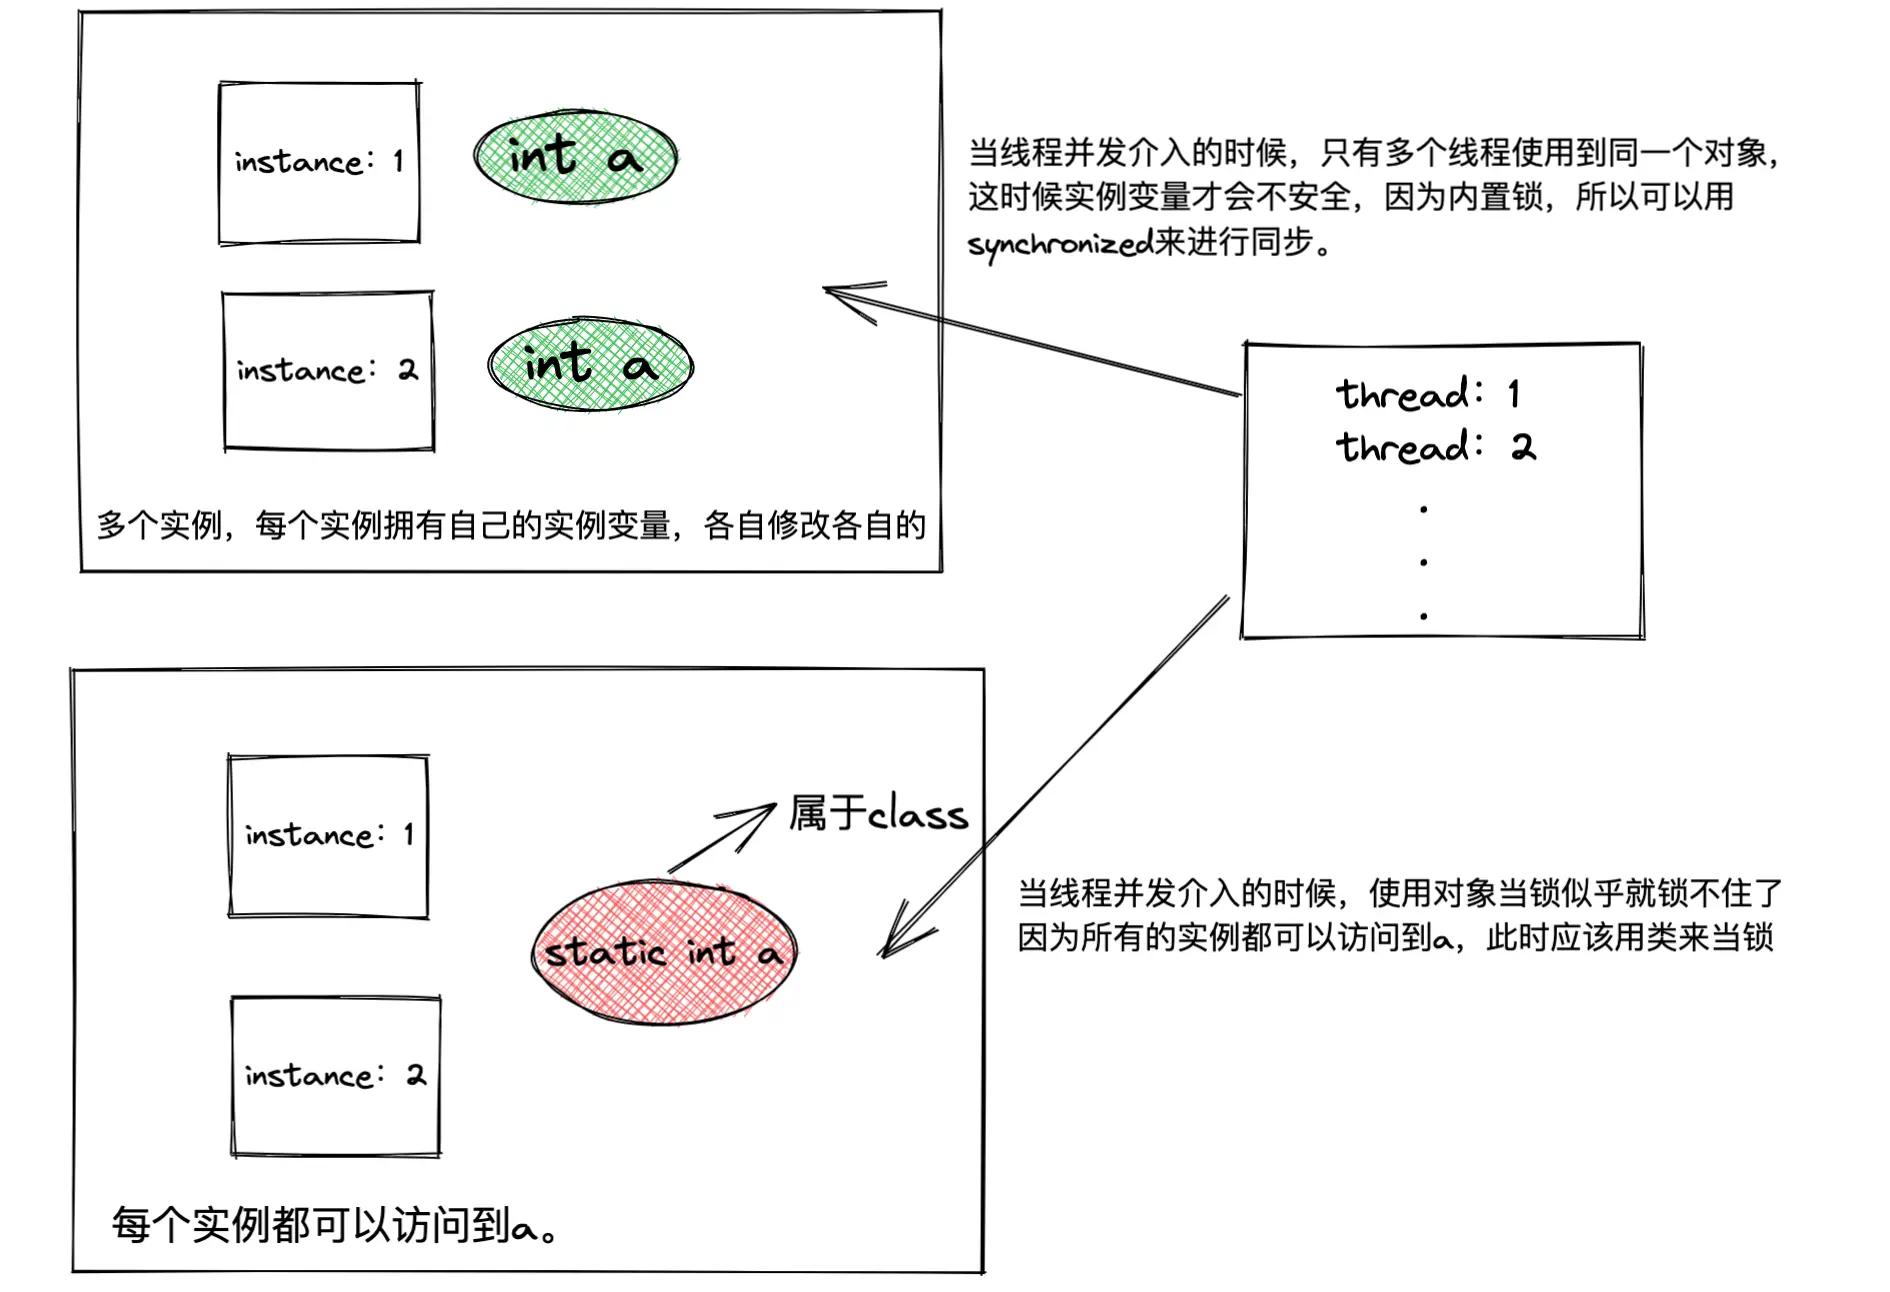 instance：1
int a
instance：2
int a
多个实例，每个实例拥有自己的实例变量，各自修改各自的
当线程并发介入的时候，只有多个线程使用到同一个对象，
这时候实例变量才会不安全，因为内置锁，所以可以用
synchronized来进行同步。
thread：1
thread：2
.
.
.
instance：1
属于class
static int a
instance：2
每个实例都可以访问到a。
当线程并发介入的时候，使用对象当锁似乎就锁不住了
因为所有的实例都可以访问到a，此时应该用类来当锁